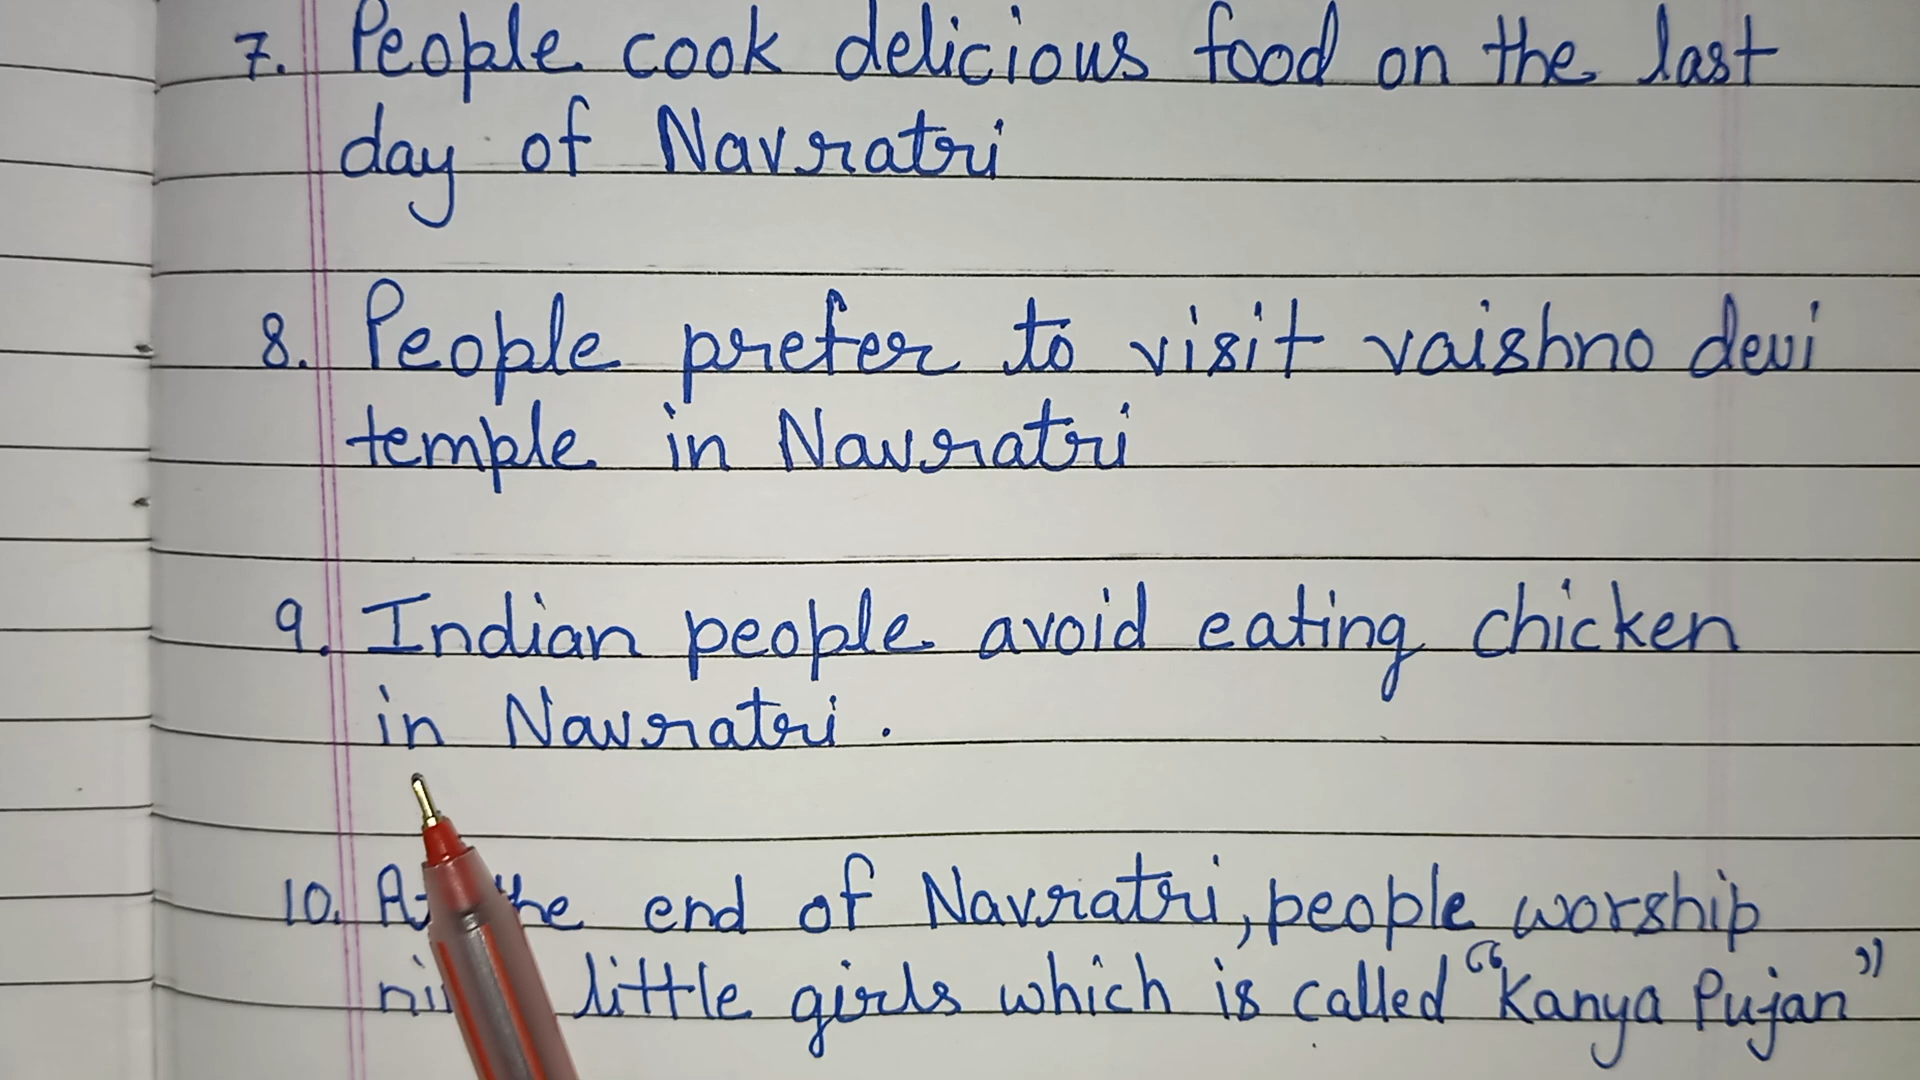 7. People cook delicious food on the last
day of Navratri
8. People prefer to visit vaishno devi
temple in Navratri
9. Indian people avoid eating chicken
in Navratri.
10. At the end of Navratri, people worship
little girls which is called "Kanya Pujan"